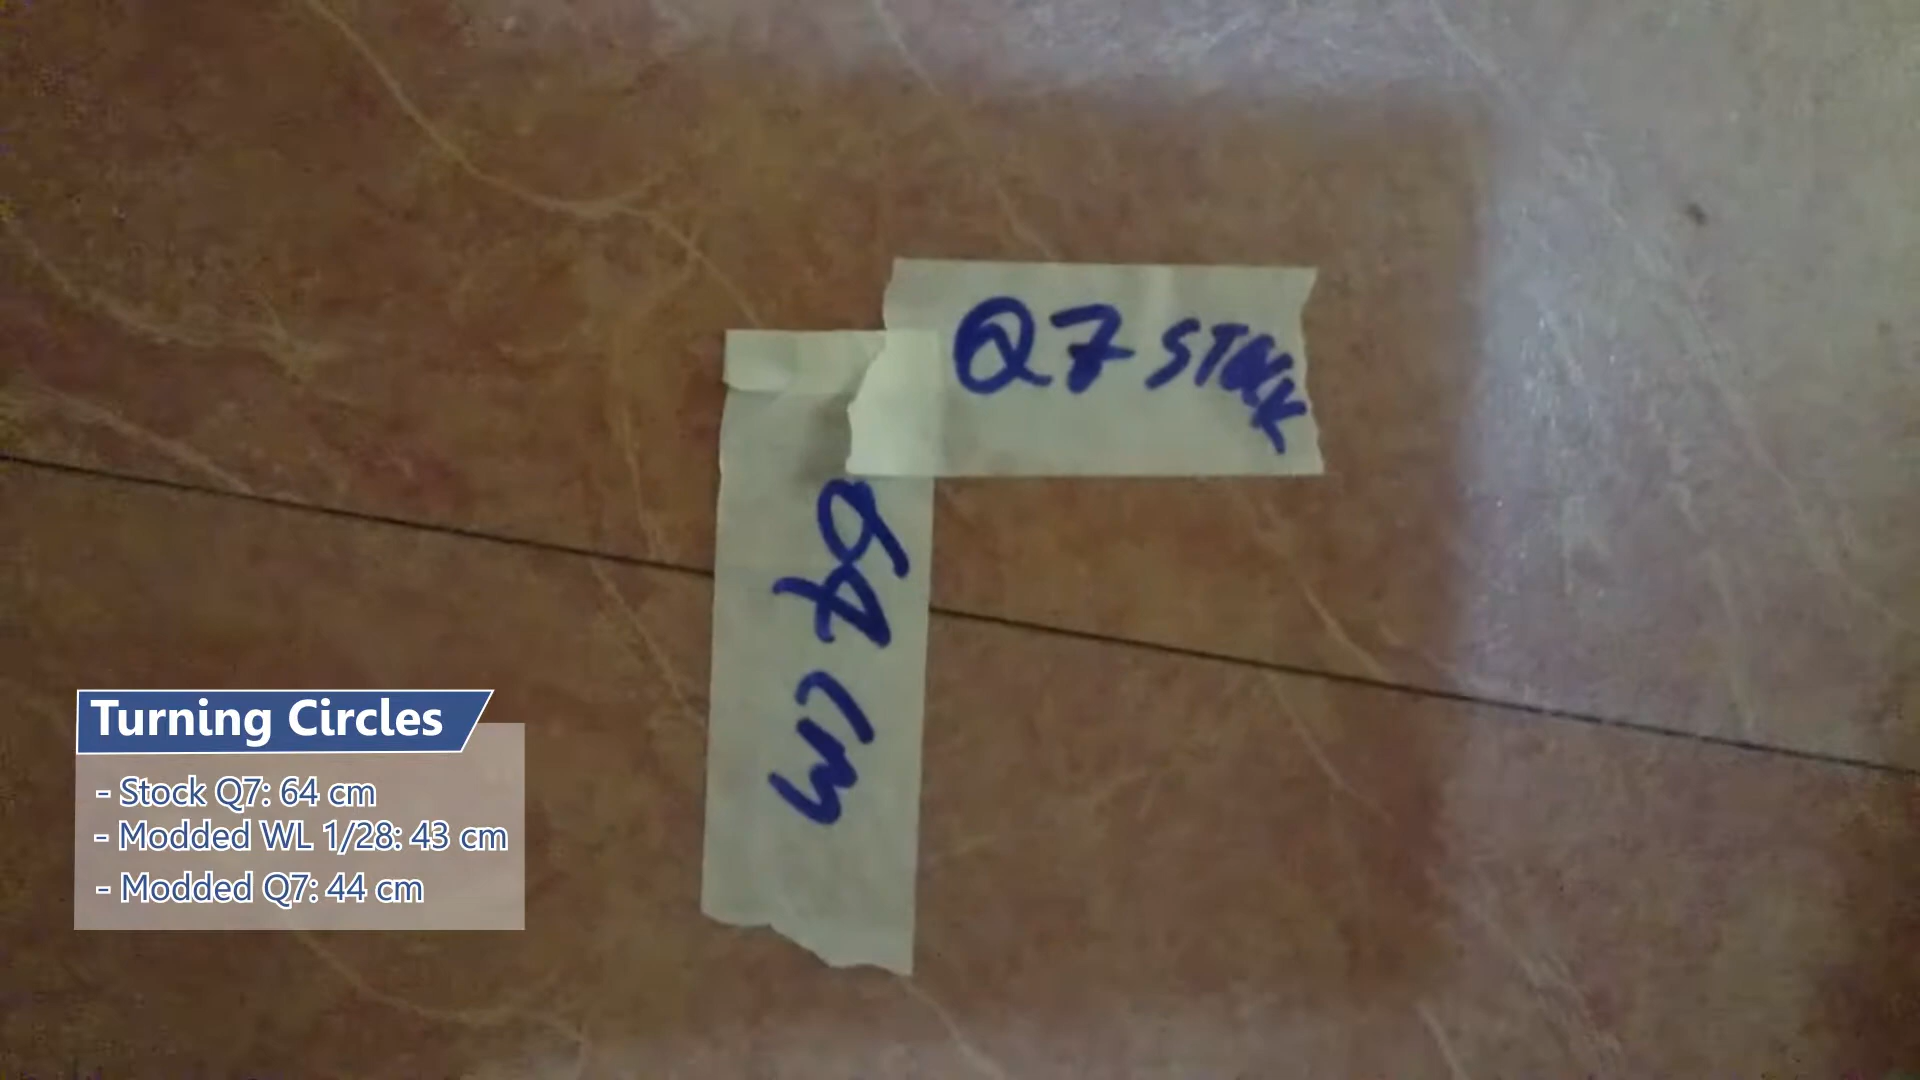 Q7 STOCK
64 CM
Turning Circles
- Stock Q7: 64 cm
- Modded WL 1/28: 43 cm
- Modded Q7: 44 cm